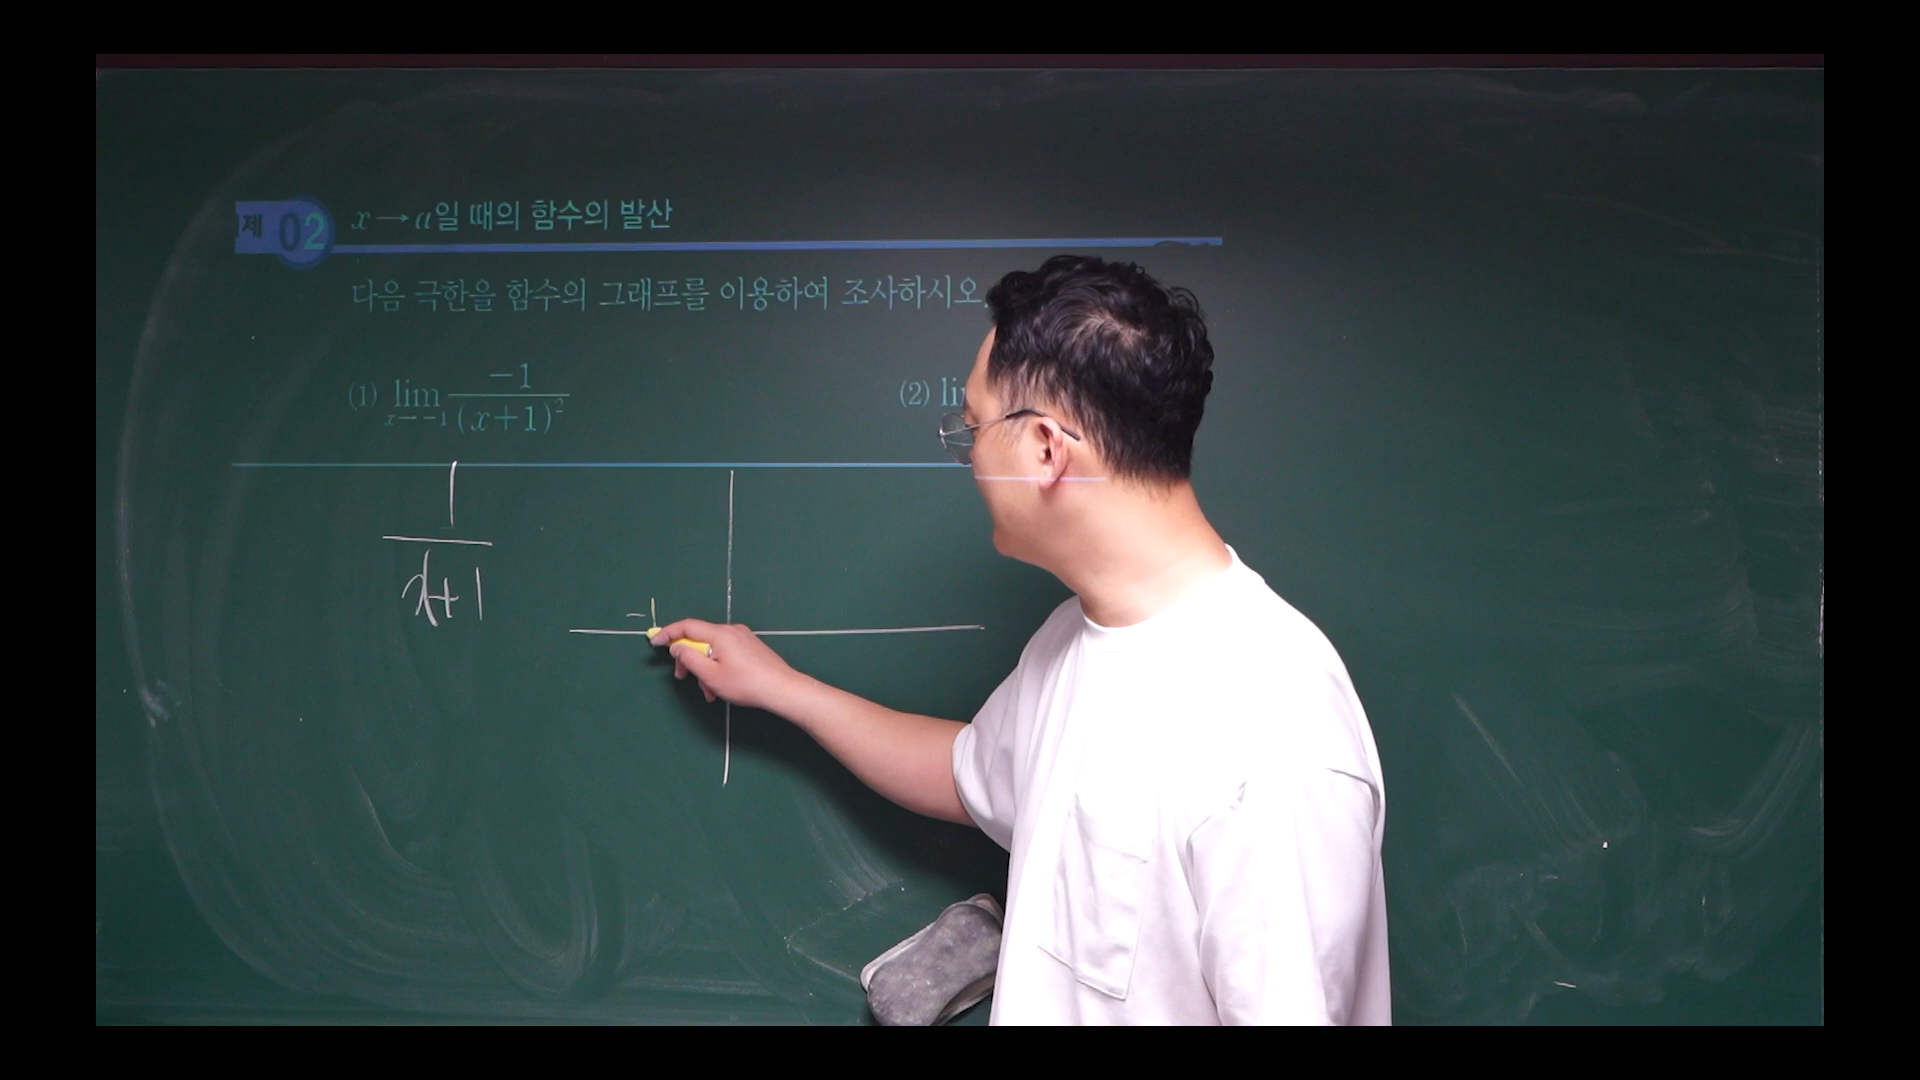 제 02 x → a일 때의 함수의 발산
다음 극한을 함수의 그래프를 이용하여 조사하시오.
(1) lim x→-1 -1/(x+1)²
(2)
1/x+1
-1